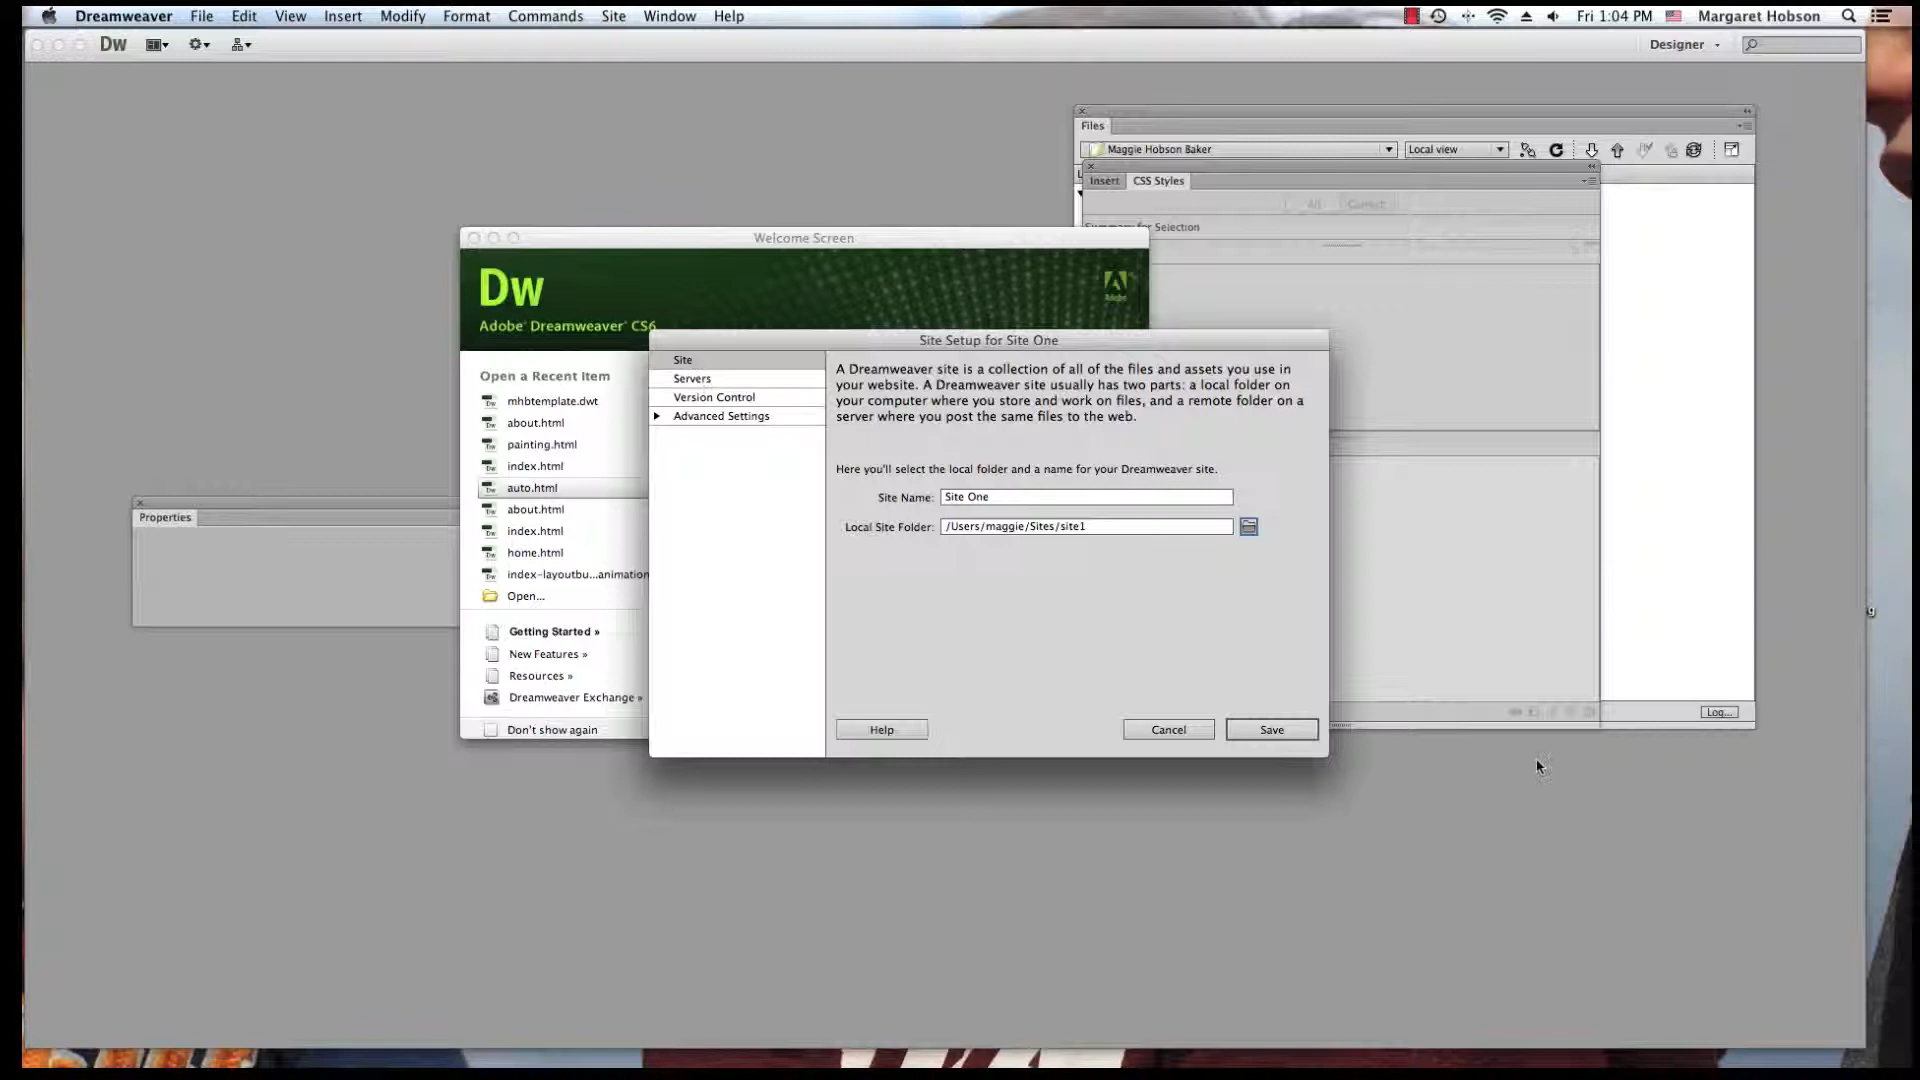 Dreamweaver File Edit View Insert Modify Format Commands Site Window Help
Fri 1:04 PM Margaret Hobson
Dw
Designer
Files
Maggie Hobson Baker
Local view
Insert CSS Styles
All Current
Summary for Selection
Welcome Screen
Dw
Adobe
Adobe® Dreamweaver® CS6
Open a Recent Item
mhbtemplate.dwt
about.html
painting.html
index.html
auto.html
about.html
index.html
home.html
index-layoutbu...animation
Open...
Getting Started »
New Features »
Resources »
Dreamweaver Exchange »
Don't show again
Properties
Site Setup for Site One
Site
Servers
Version Control
Advanced Settings
A Dreamweaver site is a collection of all of the files and assets you use in
your website. A Dreamweaver site usually has two parts: a local folder on
your computer where you store and work on files, and a remote folder on a
server where you post the same files to the web.
Here you'll select the local folder and a name for your Dreamweaver site.
Site Name: Site One
Local Site Folder: /Users/maggie/Sites/site1
Help Cancel Save
Log...
g